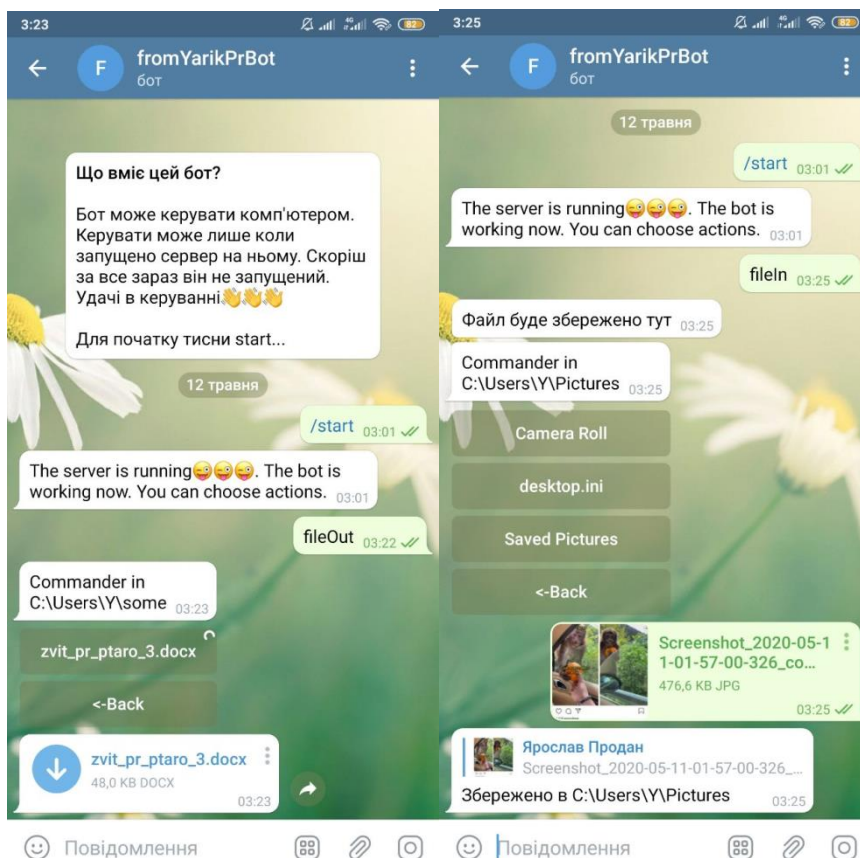 3:23
4G
82
F
fromYarikPrBot
бот
Що вміє цей бот?
Бот може керувати комп'ютером.
Керувати може лише коли
запущено сервер на ньому. Скоріш
за все зараз він не запущений.
Удачі в керуванні👋👋👋
Для початку тисни start...
12 травня
/start 03:01
The server is running😜😜😜. The bot is
working now. You can choose actions. 03:01
fileOut 03:22
Commander in
C:\Users\Y\some 03:23
zvit_pr_ptaro_3.docx
<-Back
zvit_pr_ptaro_3.docx
48,0 KB DOCX
03:23
Повідомлення
3:25
4G
82
F
fromYarikPrBot
бот
12 травня
/start 03:01
The server is running😜😜😜. The bot is
working now. You can choose actions. 03:01
fileIn 03:25
Файл буде збережено тут 03:25
Commander in
C:\Users\Y\Pictures 03:25
Camera Roll
desktop.ini
Saved Pictures
<-Back
Screenshot_2020-05-1
1-01-57-00-326_co...
476,6 KB JPG
03:25
Ярослав Продан
Screenshot_2020-05-11-01-57-00-326_...
Збережено в C:\Users\Y\Pictures 03:25
Повідомлення